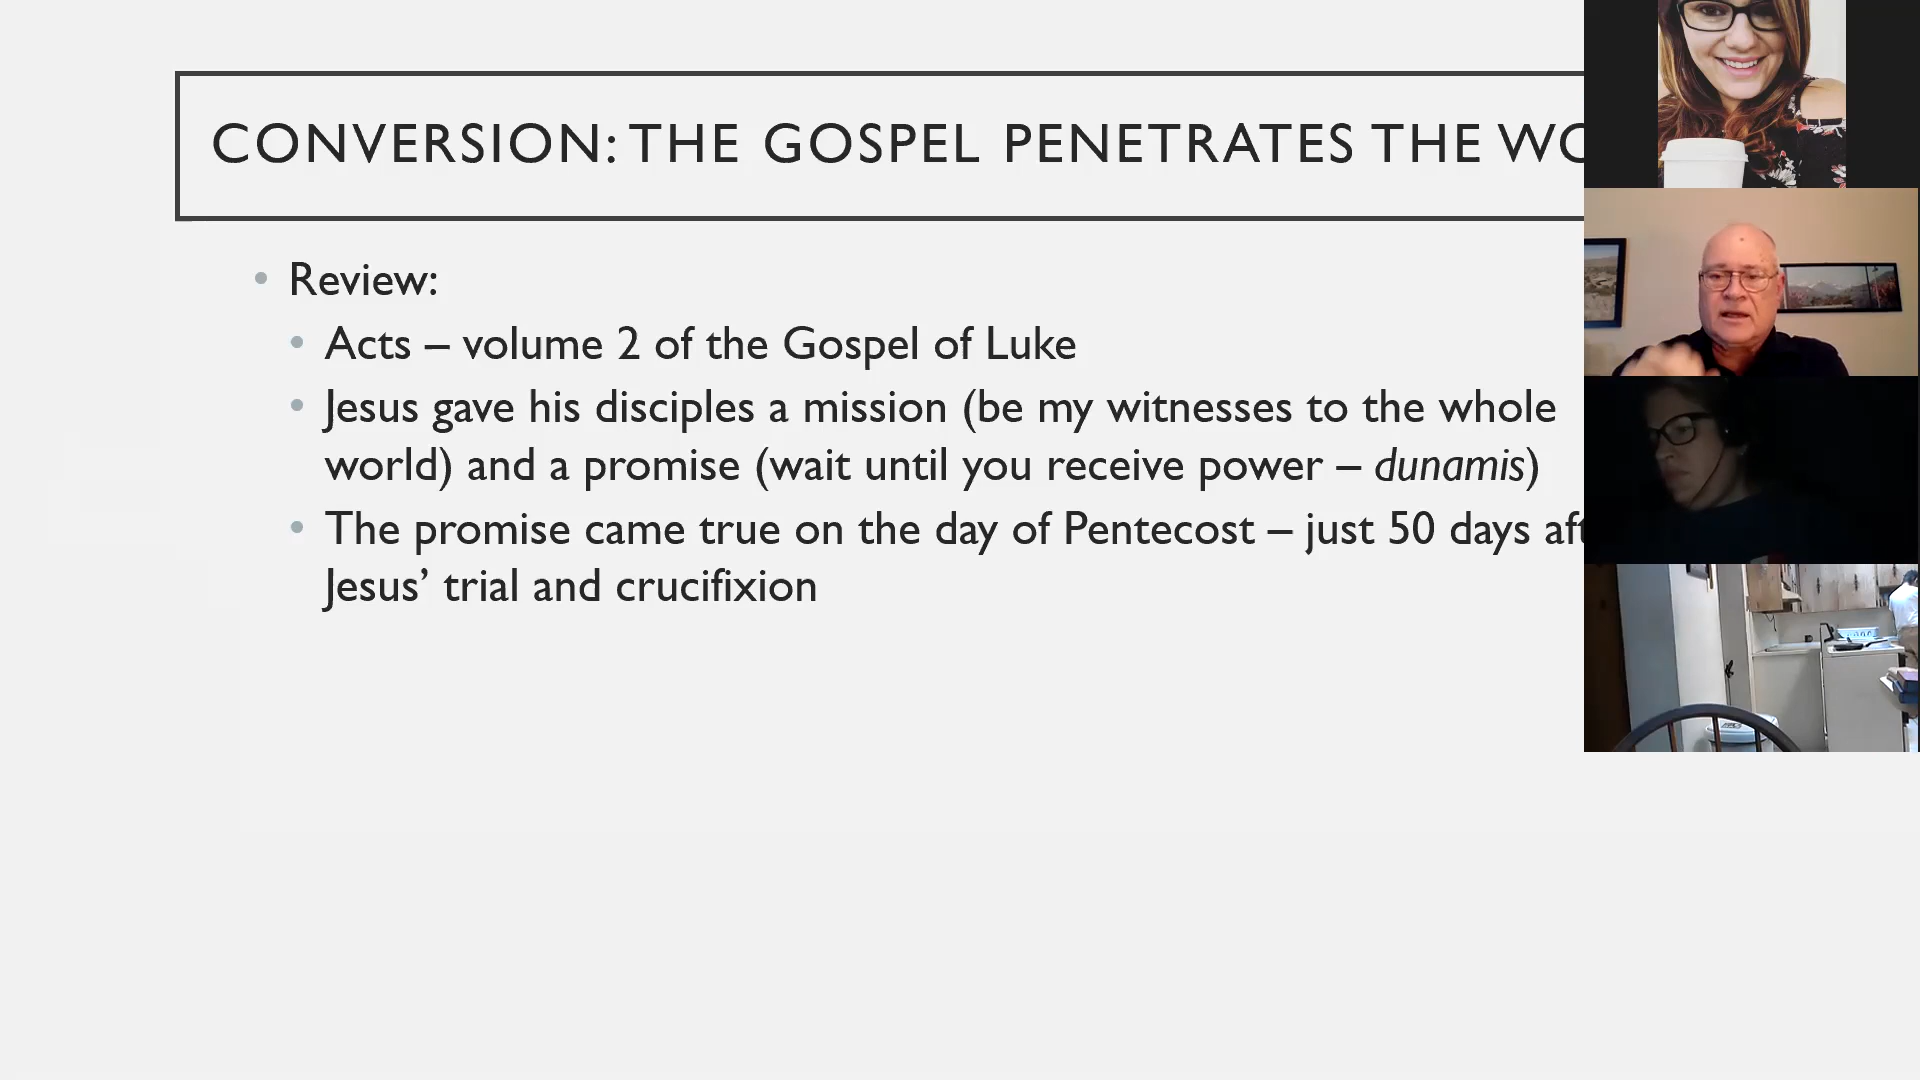 CONVERSION: THE GOSPEL PENETRATES THE
Review:
Acts – volume 2 of the Gospel of Luke
Jesus gave his disciples a mission (be my witnesses to the whole
world) and a promise (wait until you receive power – dunamis)
The promise came true on the day of Pentecost – just 50 days
Jesus’ trial and crucifixion